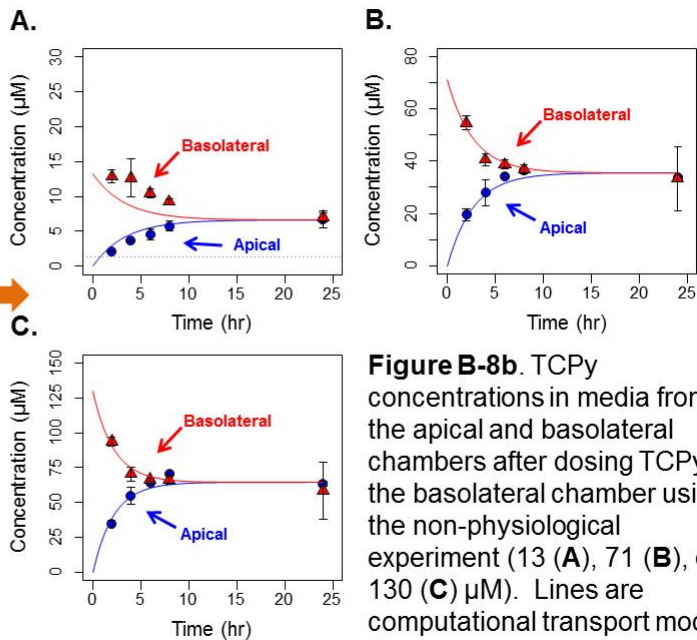 A.
B.
Concentration (µM)
30
25
20
15
10
5
0
Basolateral
Apical
0 5 10 15 20 25
Time (hr)
Concentration (µM)
80
60
40
20
0
Basolateral
Apical
0 5 10 15 20 25
Time (hr)
C.
Concentration (µM)
150
125
100
75
50
25
0
Basolateral
Apical
0 5 10 15 20 25
Time (hr)
Figure B-8b. TCPy
concentrations in media
the apical and basolateral
chambers after dosing TCPy
the basolateral chamber
the non-physiological
experiment (13 (A), 71 (B),
130 (C) µM). Lines are
computational transport